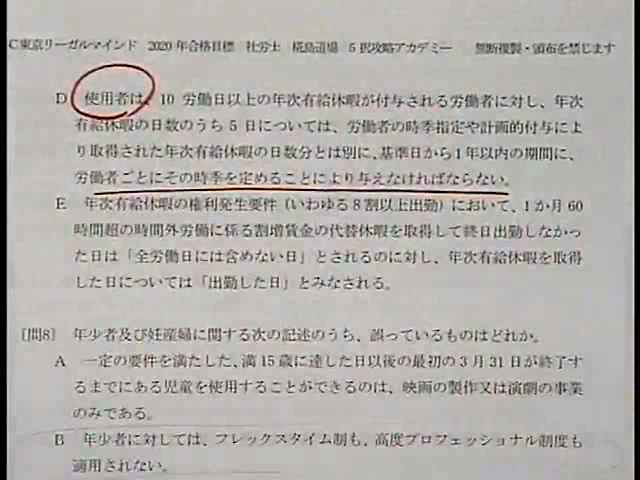 C東京リーガルマインド 2020年合格目標 社労士 椛島道場 5択攻略アカデミー 無断複製・頒布を禁じます
D 使用者は、10 労働日以上の年次有給休暇が付与される労働者に対し、年次
有給休暇の日数のうち 5 日については、労働者の時季指定や計画的付与によ
り取得された年次有給休暇の日数分とは別に、基準日から1年以内の期間に、
労働者ごとにその時季を定めることにより与えなければならない。
E 年次有給休暇の権利発生要件（いわゆる8割以上出勤）において、1か月60
時間超の時間外労働に係る割増賃金の代替休暇を取得して終日出勤しなかっ
た日は「全労働日には含めない日」とされるのに対し、年次有給休暇を取得
した日については「出勤した日」とみなされる。
[問8] 年少者及び妊産婦に関する次の記述のうち、誤っているものはどれか。
A 一定の要件を満たした、満15歳に達した日以後の最初の3月31日が終了す
るまでにある児童を使用することができるのは、映画の製作又は演劇の事業
のみである。
B 年少者に対しては、フレックスタイム制も、高度プロフェッショナル制度も
適用されない。